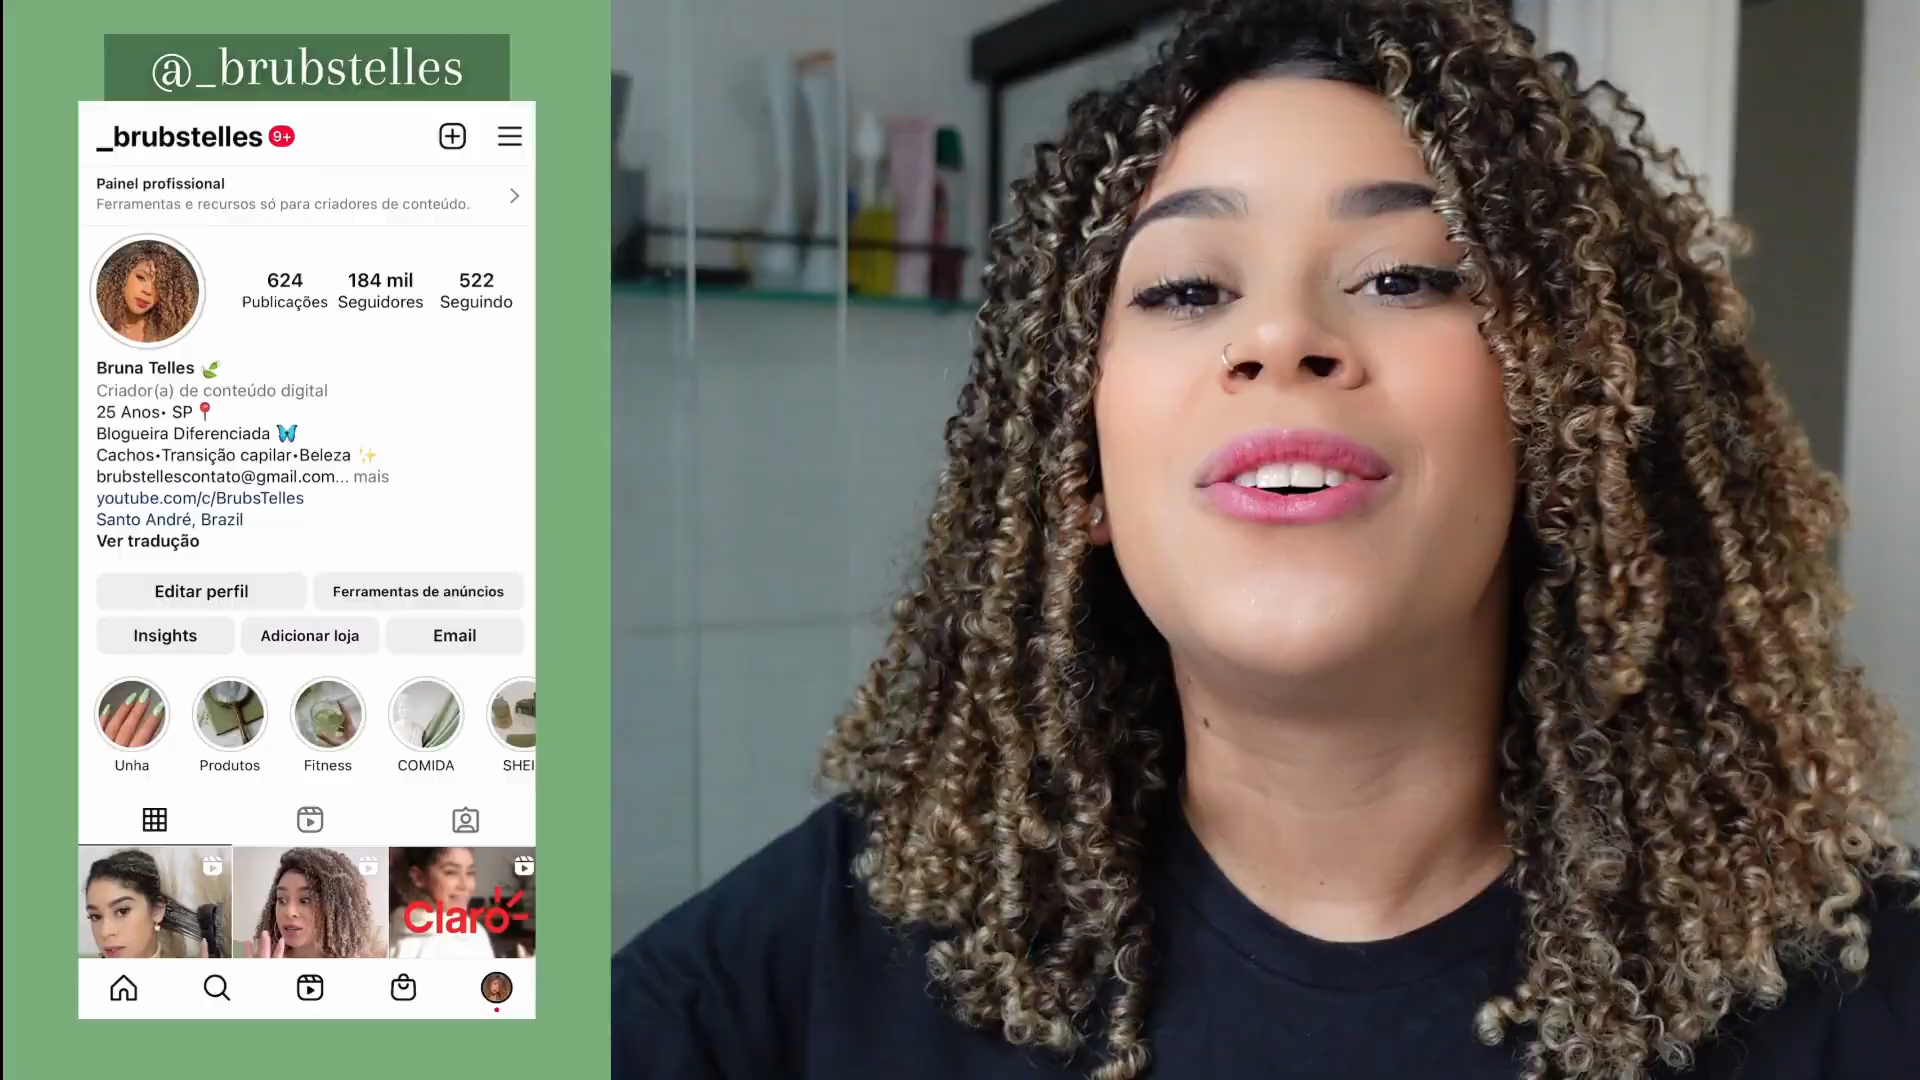 @_brubstelles
_brubstelles 9+
Painel profissional
Ferramentas e recursos só para criadores de conteúdo.
624 184 mil 522
Publicações Seguidores Seguindo
Bruna Telles
Criador(a) de conteúdo digital
25 Anos• SP
Blogueira Diferenciada
Cachos•Transição capilar•Beleza
brubstellescontato@gmail.com... mais
youtube.com/c/BrubsTelles
Santo André, Brazil
Ver tradução
Editar perfil Ferramentas de anúncios
Insights Adicionar loja Email
Unha Produtos Fitness COMIDA SHEI
Claro